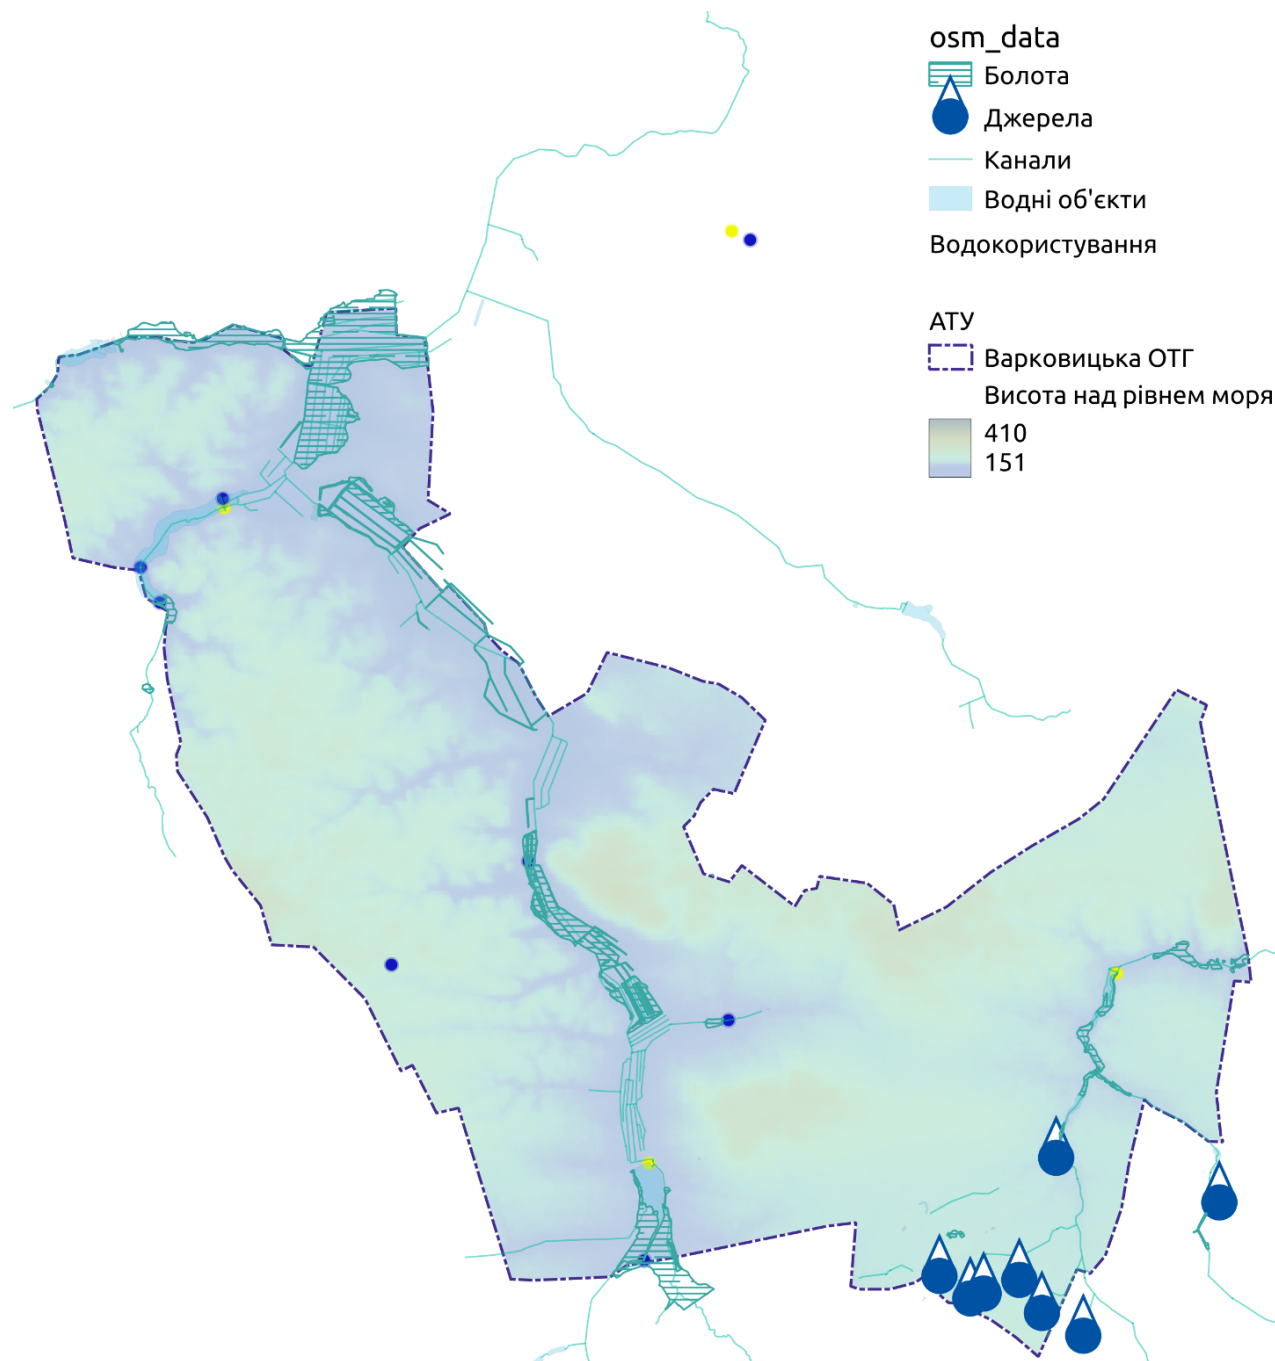 osm_data
Болота
Джерела
Канали
Водні об'єкти
Водокористування
АТУ
Варковицька ОТГ
Висота над рівнем моря
410
151